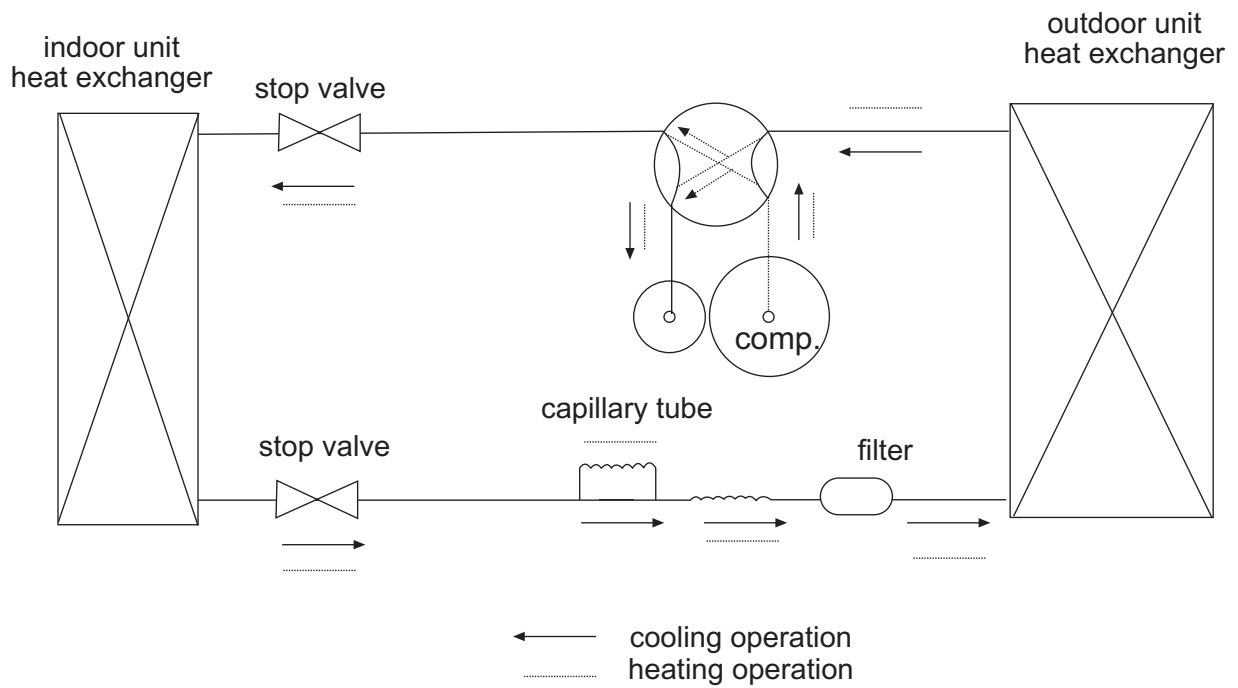 outdoor unit
heat exchanger
indoor unit
heat exchanger
stop valve
comp.
capillary tube
stop valve
filter
cooling operation
heating operation